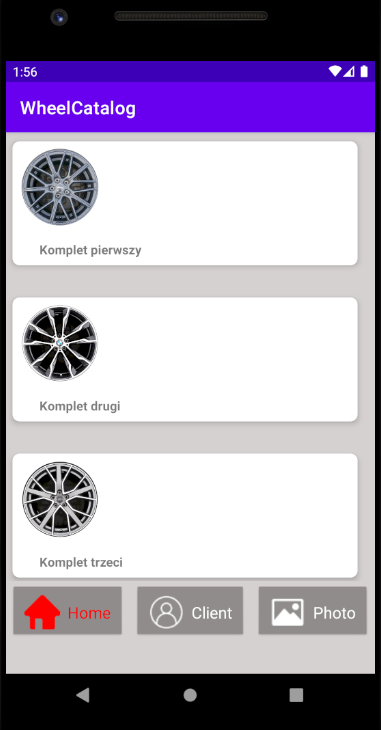 1:56
WheelCatalog
Komplet pierwszy
Komplet drugi
Komplet trzeci
Home
Client
Photo